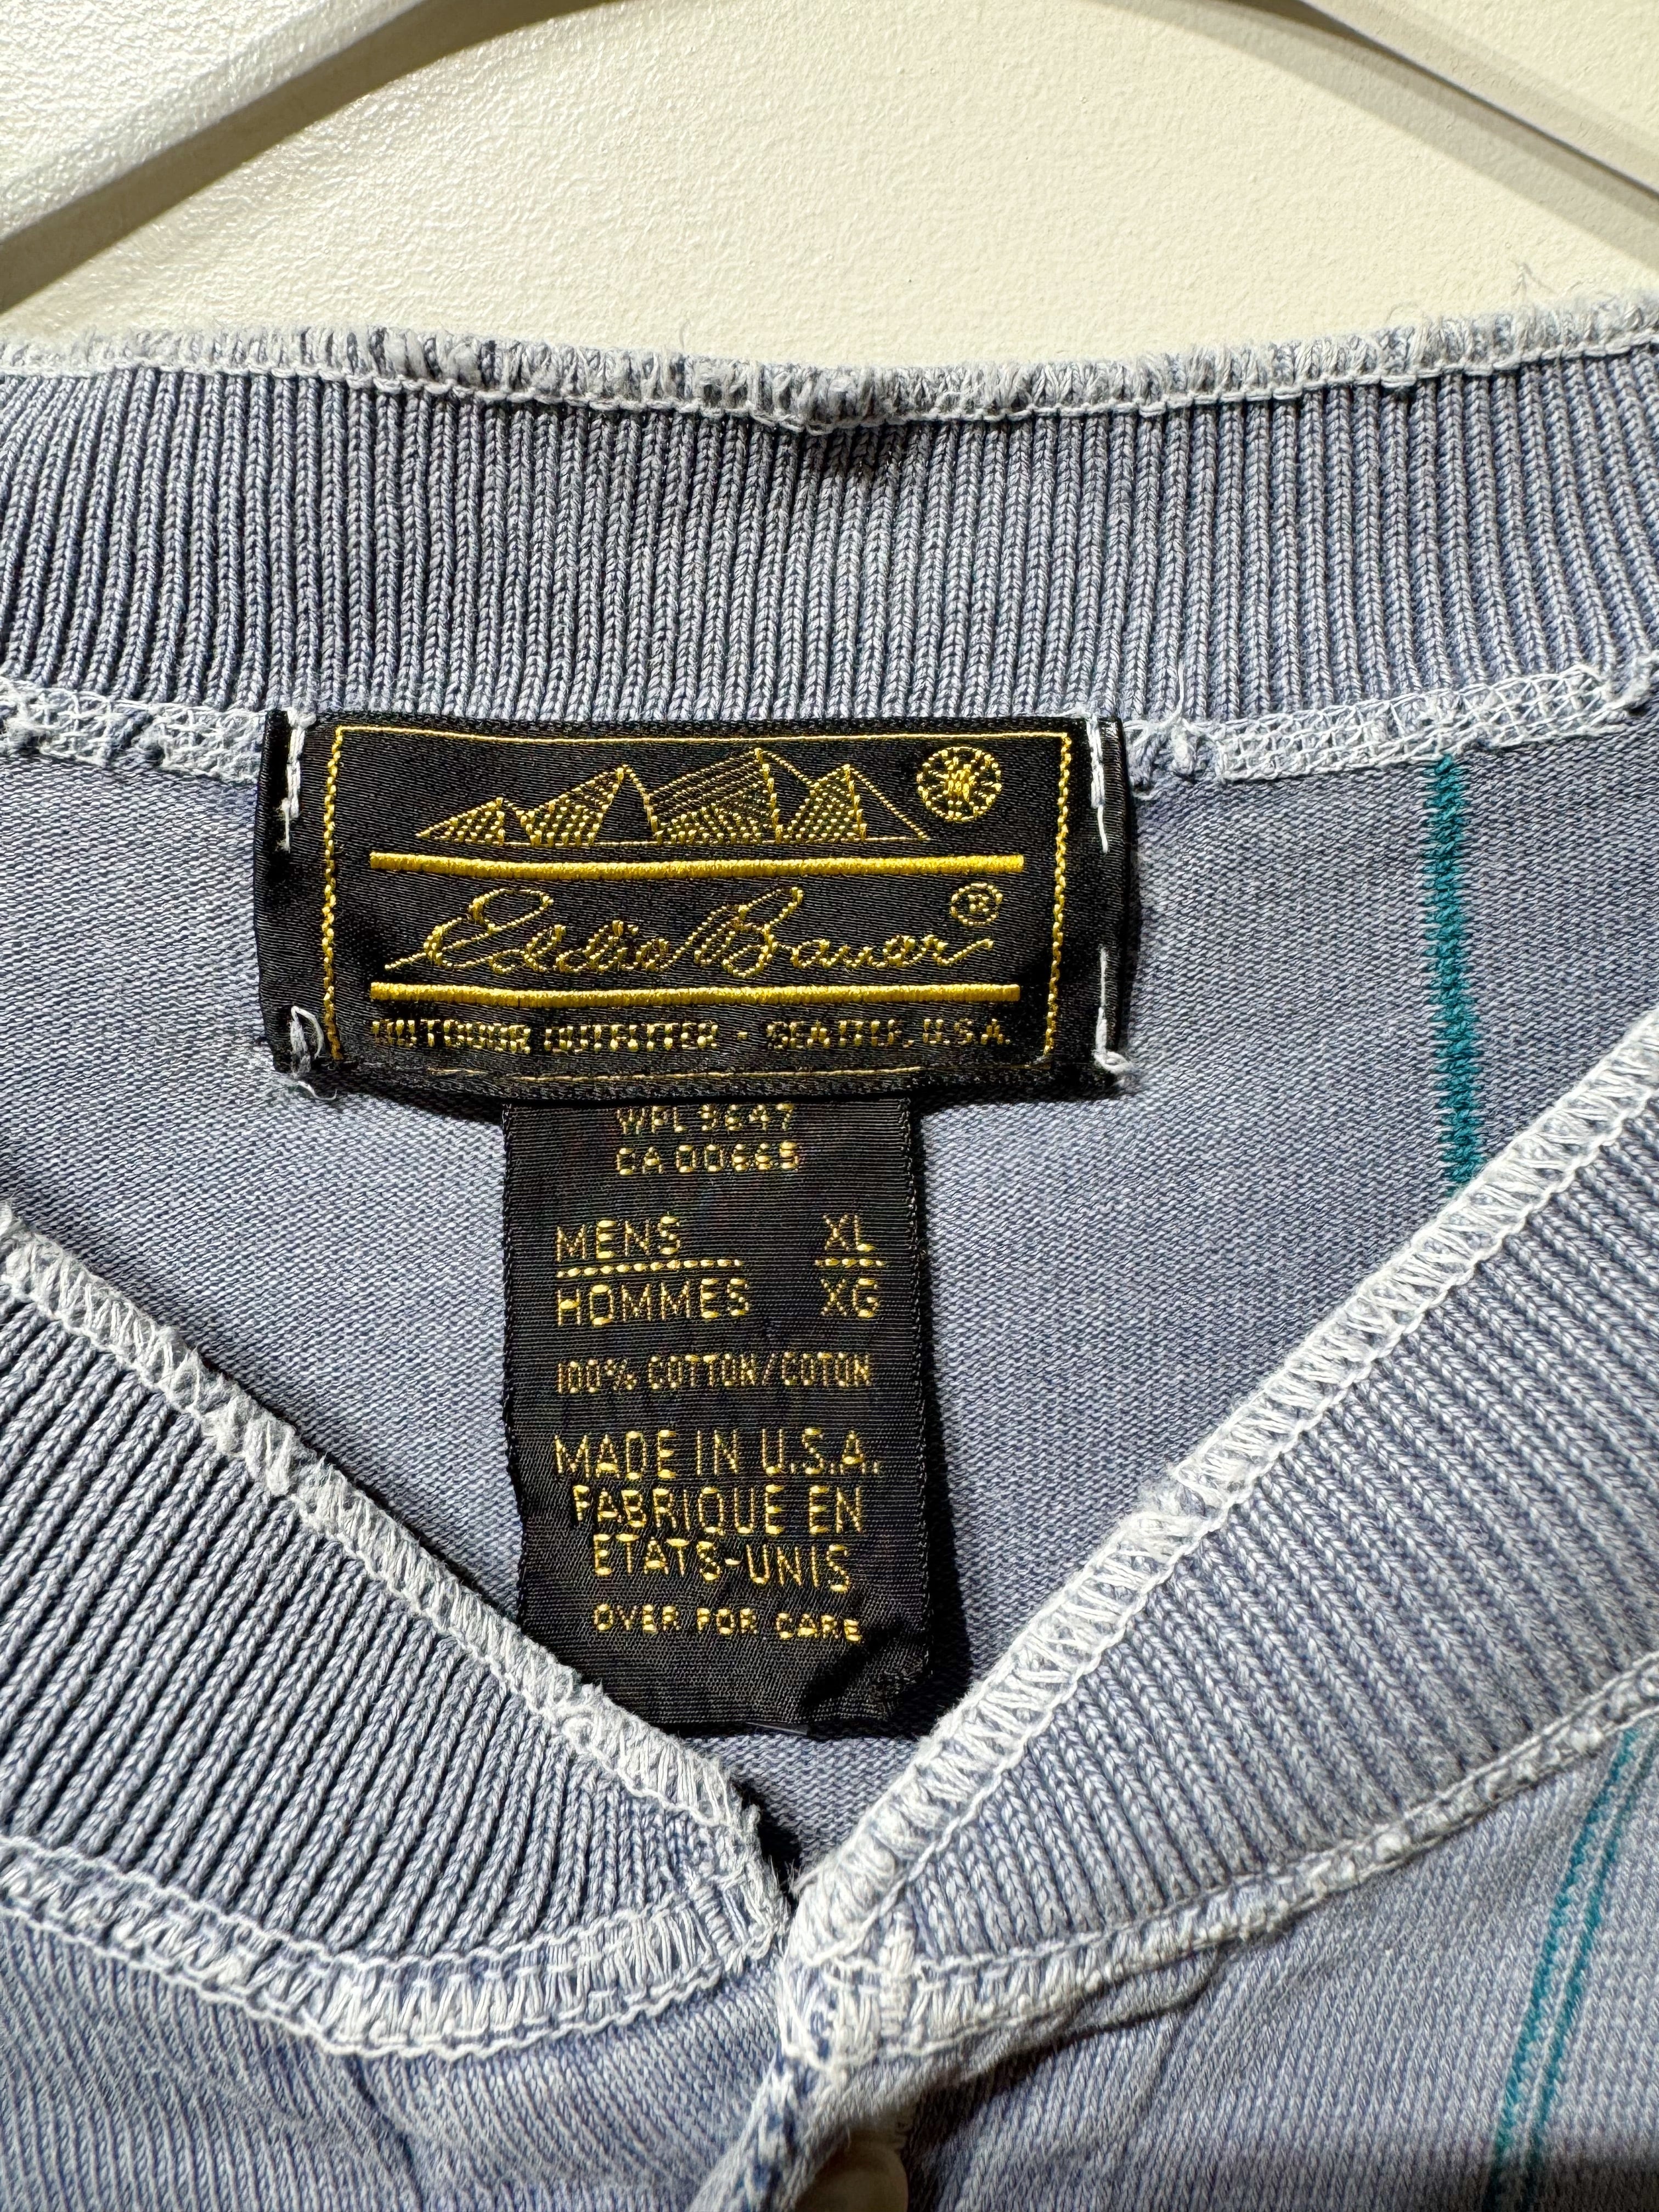 Eddie Bauer®
OUTDOOR OUTFITTER - SEATTLE, U.S.A.
WPL 5647
CA 00665
MENS XL
HOMMES XG
100% COTTON/COTON
MADE IN U.S.A.
FABRIQUE EN
ETATS-UNIS
OVER FOR CARE